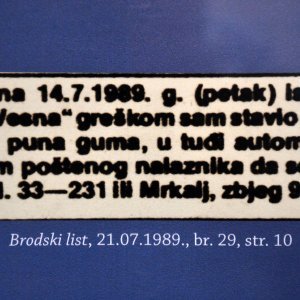 na 14.7.1989. g. (petak) is
Vesna“ greškom sam stavio
puna guma, u tuđi autom
m poštenog nalaznika da s
l. 33—231 ili Mrkalj, zbjeg 9
Brodski list, 21.07.1989., br. 29, str. 10